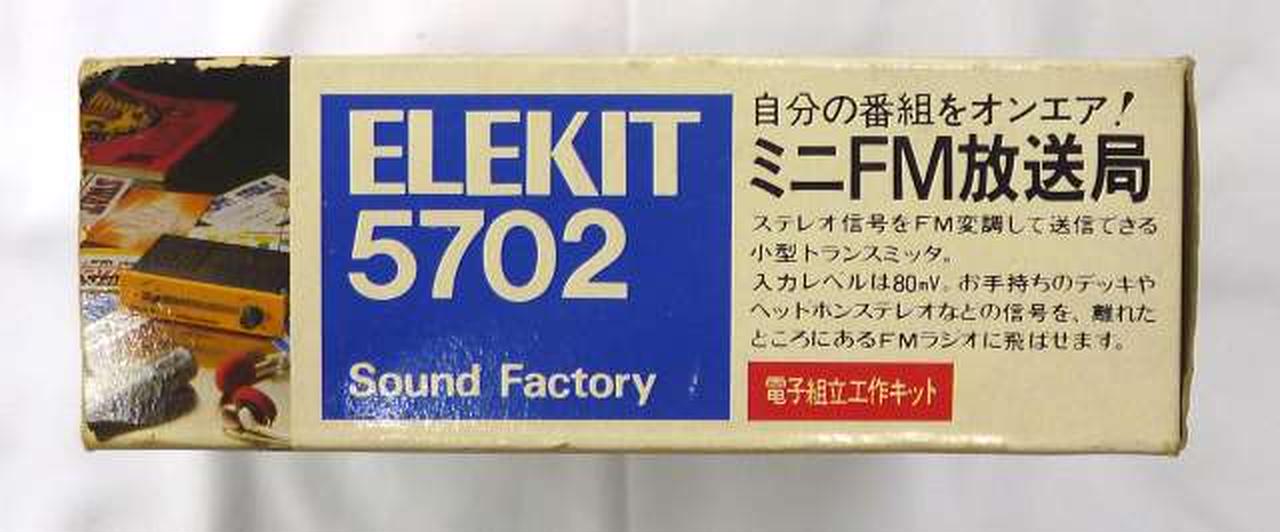 ELEKIT
5702
Sound Factory
自分の番組をオンエア!
ミニFM放送局
ステレオ信号をFM変調して送信できる
小型トランスミッタ。
入力レベルは80mV。お手持ちのデッキや
ヘッドホンステレオなどの信号を、離れた
ところにあるFMラジオに飛ばせます。
電子組立工作キット